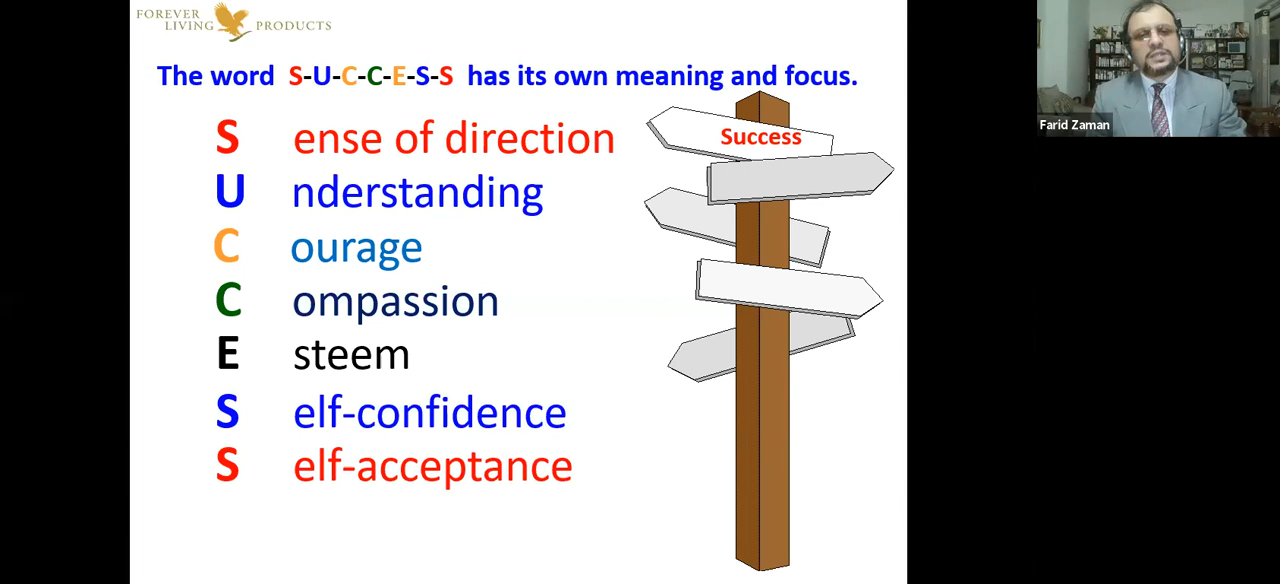 FOREVER
LIVING PRODUCTS
The word S-U-C-C-E-S-S has its own meaning and focus.
S ense of direction
U nderstanding
C ourage
C ompassion
E steem
S elf-confidence
S elf-acceptance
Success
Farid Zaman